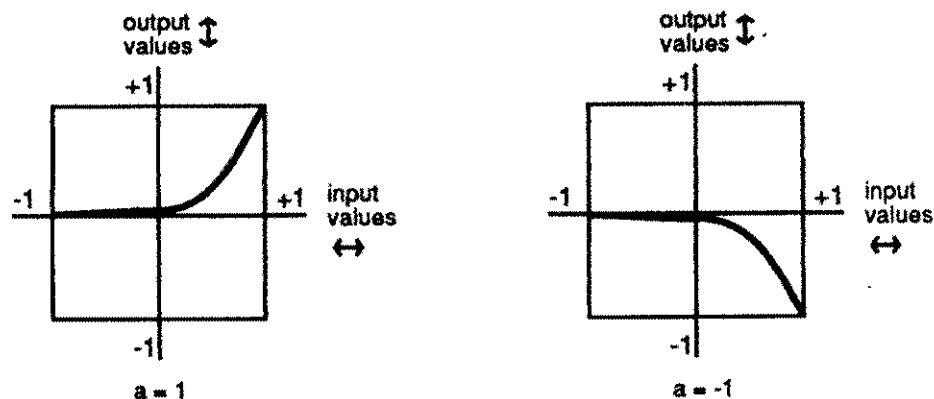 output
values ↕
+1
-1
+1
input
values
↔
-1
a = 1
output
values ↕
+1
-1
+1
input
values
↔
-1
a = -1